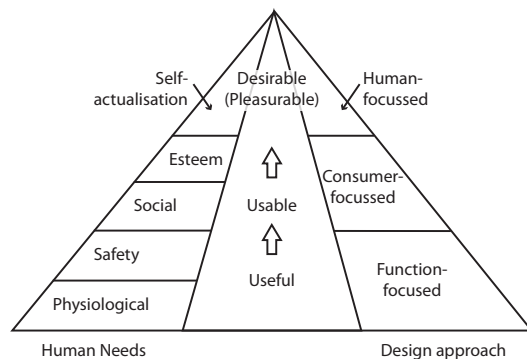 Self-
actualisation
Desirable
(Pleasurable)
Human-
focussed
Esteem
Consumer-
focussed
Social
Usable
Safety
Useful
Function-
focused
Physiological
Human Needs
Design approach